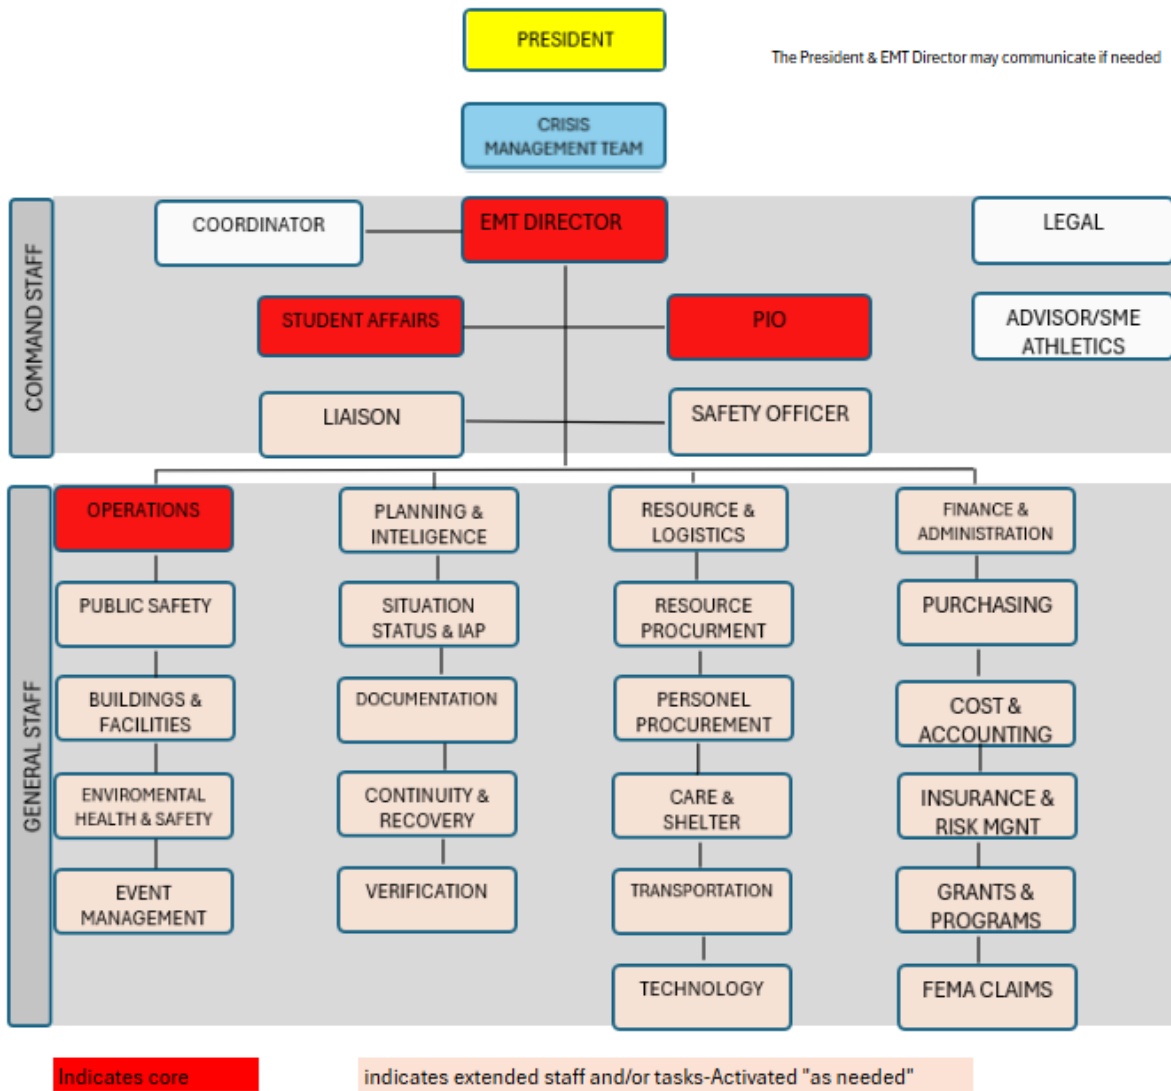 PRESIDENT
The President & EMT Director may communicate if needed
CRISIS
MANAGEMENT TEAM
COMMAND STAFF
COORDINATOR
EMT DIRECTOR
LEGAL
STUDENT AFFAIRS
PIO
ADVISOR/SME
ATHLETICS
LIAISON
SAFETY OFFICER
GENERAL STAFF
OPERATIONS
PUBLIC SAFETY
BUILDINGS &
FACILITIES
ENVIROMENTAL
HEALTH & SAFETY
EVENT
MANAGEMENT
PLANNING &
INTELIGENCE
SITUATION
STATUS & IAP
DOCUMENTATION
CONTINUITY &
RECOVERY
VERIFICATION
RESOURCE &
LOGISTICS
RESOURCE
PROCURMENT
PERSONEL
PROCUREMENT
CARE &
SHELTER
TRANSPORTATION
TECHNOLOGY
FINANCE &
ADMINISTRATION
PURCHASING
COST &
ACCOUNTING
INSURANCE &
RISK MGNT
GRANTS &
PROGRAMS
FEMA CLAIMS
Indicates core
indicates extended staff and/or tasks-Activated "as needed"